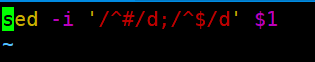 sed -i '/^#/d;/^$/d' $1
~